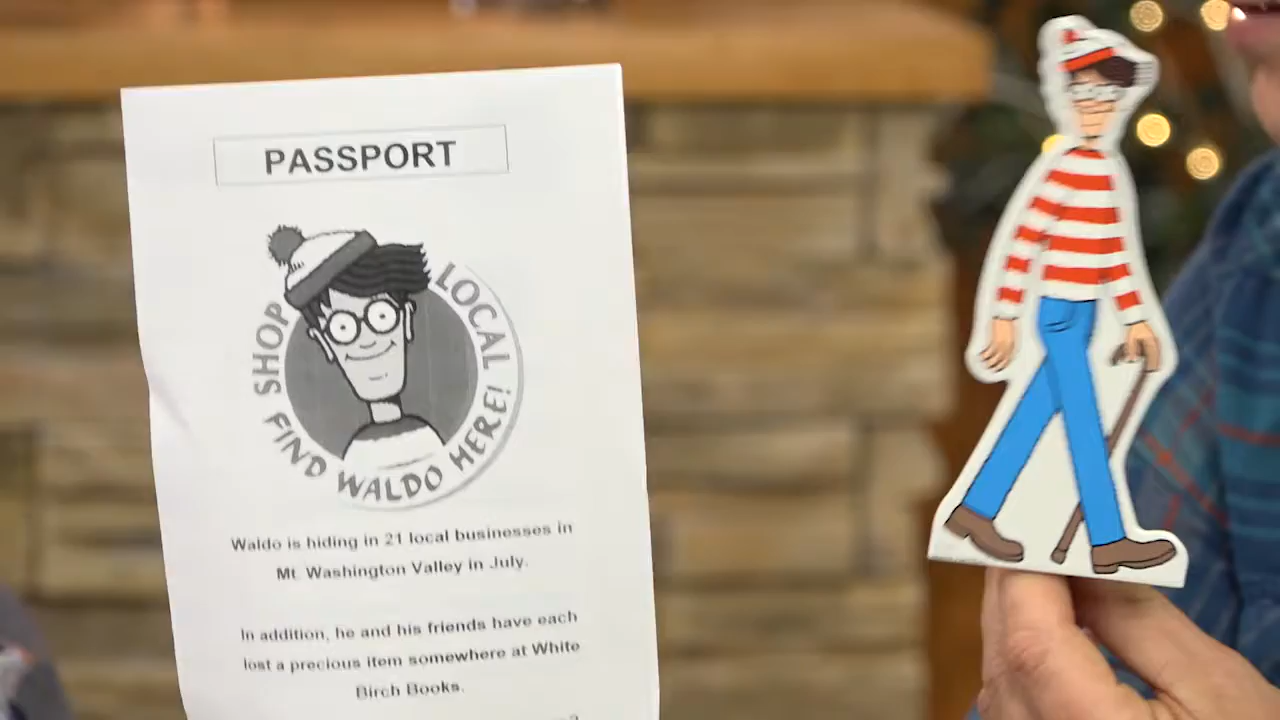 PASSPORT
SHOP LOCAL
FIND WALDO HERE!
Waldo is hiding in 21 local businesses in
Mt. Washington Valley in July.
In addition, he and his friends have each
lost a precious item somewhere at White
Birch Books.